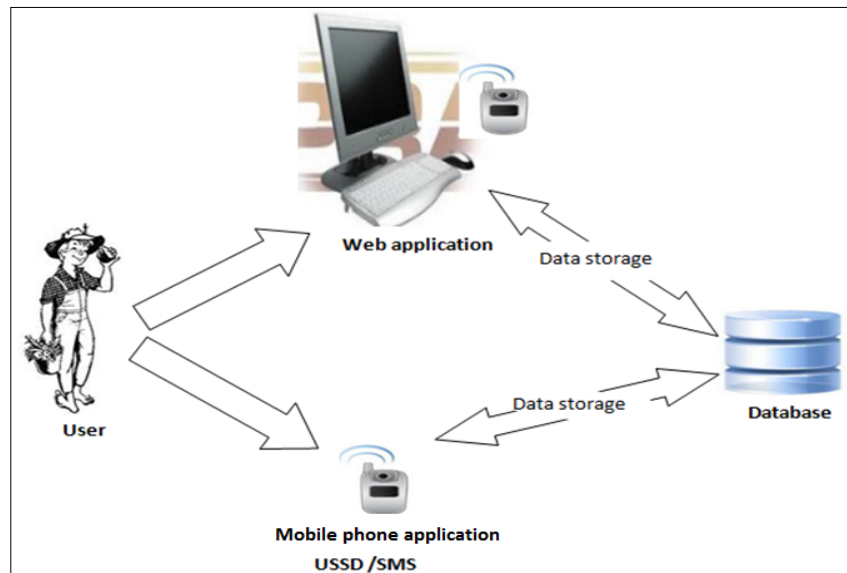 Web application
Data storage
User
Data storage
Database
Mobile phone application
USSD /SMS